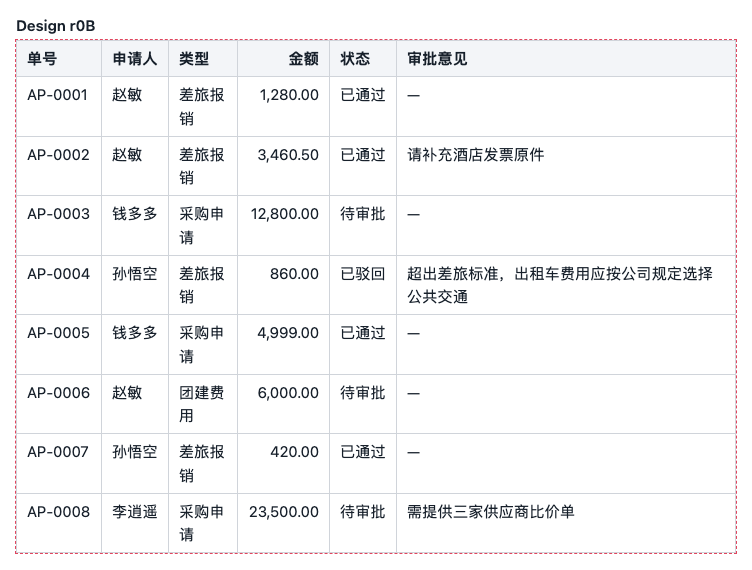 Design r0B
单号 申请人 类型 金额 状态 审批意见
AP-0001 赵敏 差旅报销 1,280.00 已通过 —
AP-0002 赵敏 差旅报销 3,460.50 已通过 请补充酒店发票原件
AP-0003 钱多多 采购申请 12,800.00 待审批 —
AP-0004 孙悟空 差旅报销 860.00 已驳回 超出差旅标准，出租车费用应按公司规定选择公共交通
AP-0005 钱多多 采购申请 4,999.00 已通过 —
AP-0006 赵敏 团建费用 6,000.00 待审批 —
AP-0007 孙悟空 差旅报销 420.00 已通过 —
AP-0008 李逍遥 采购申请 23,500.00 待审批 需提供三家供应商比价单